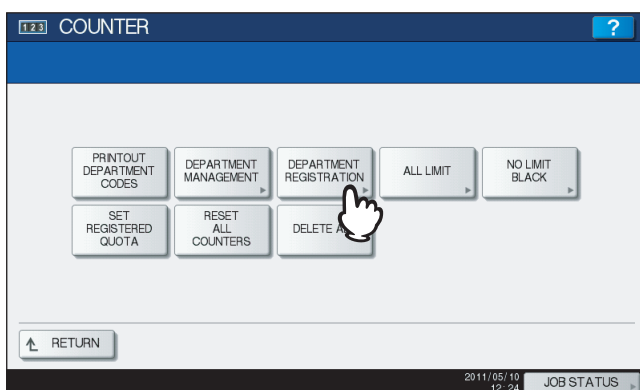 123 COUNTER
?
PRINTOUT
DEPARTMENT
CODES
DEPARTMENT
MANAGEMENT
DEPARTMENT
REGISTRATION
ALL LIMIT
NO LIMIT
BLACK
SET
REGISTERED
QUOTA
RESET
ALL
COUNTERS
DELETE
RETURN
2011/05/10
12:24
JOB STATUS